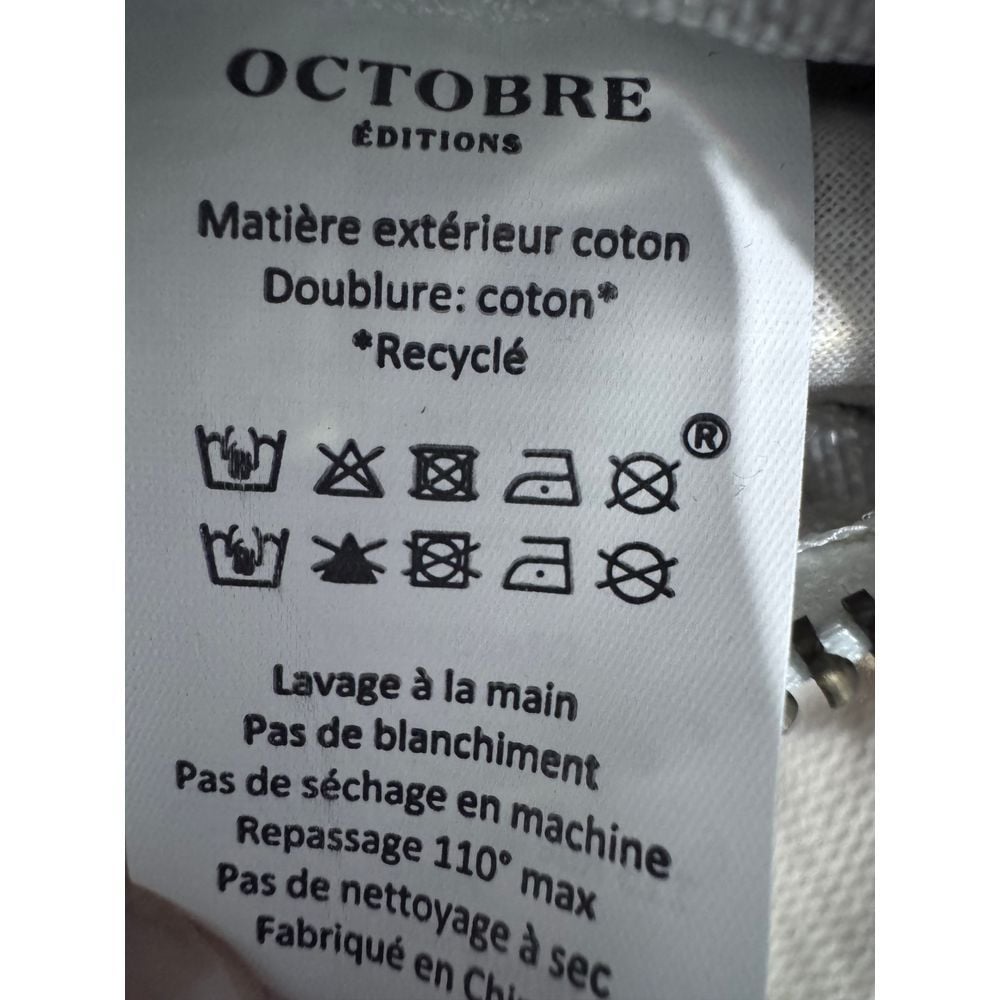 OCTOBRE
ÉDITIONS
Matière extérieur coton
Doublure: coton*
*Recyclé
®
Lavage à la main
Pas de blanchiment
Pas de séchage en machine
Repassage 110° max
Pas de nettoyage à sec
Fabriqué en